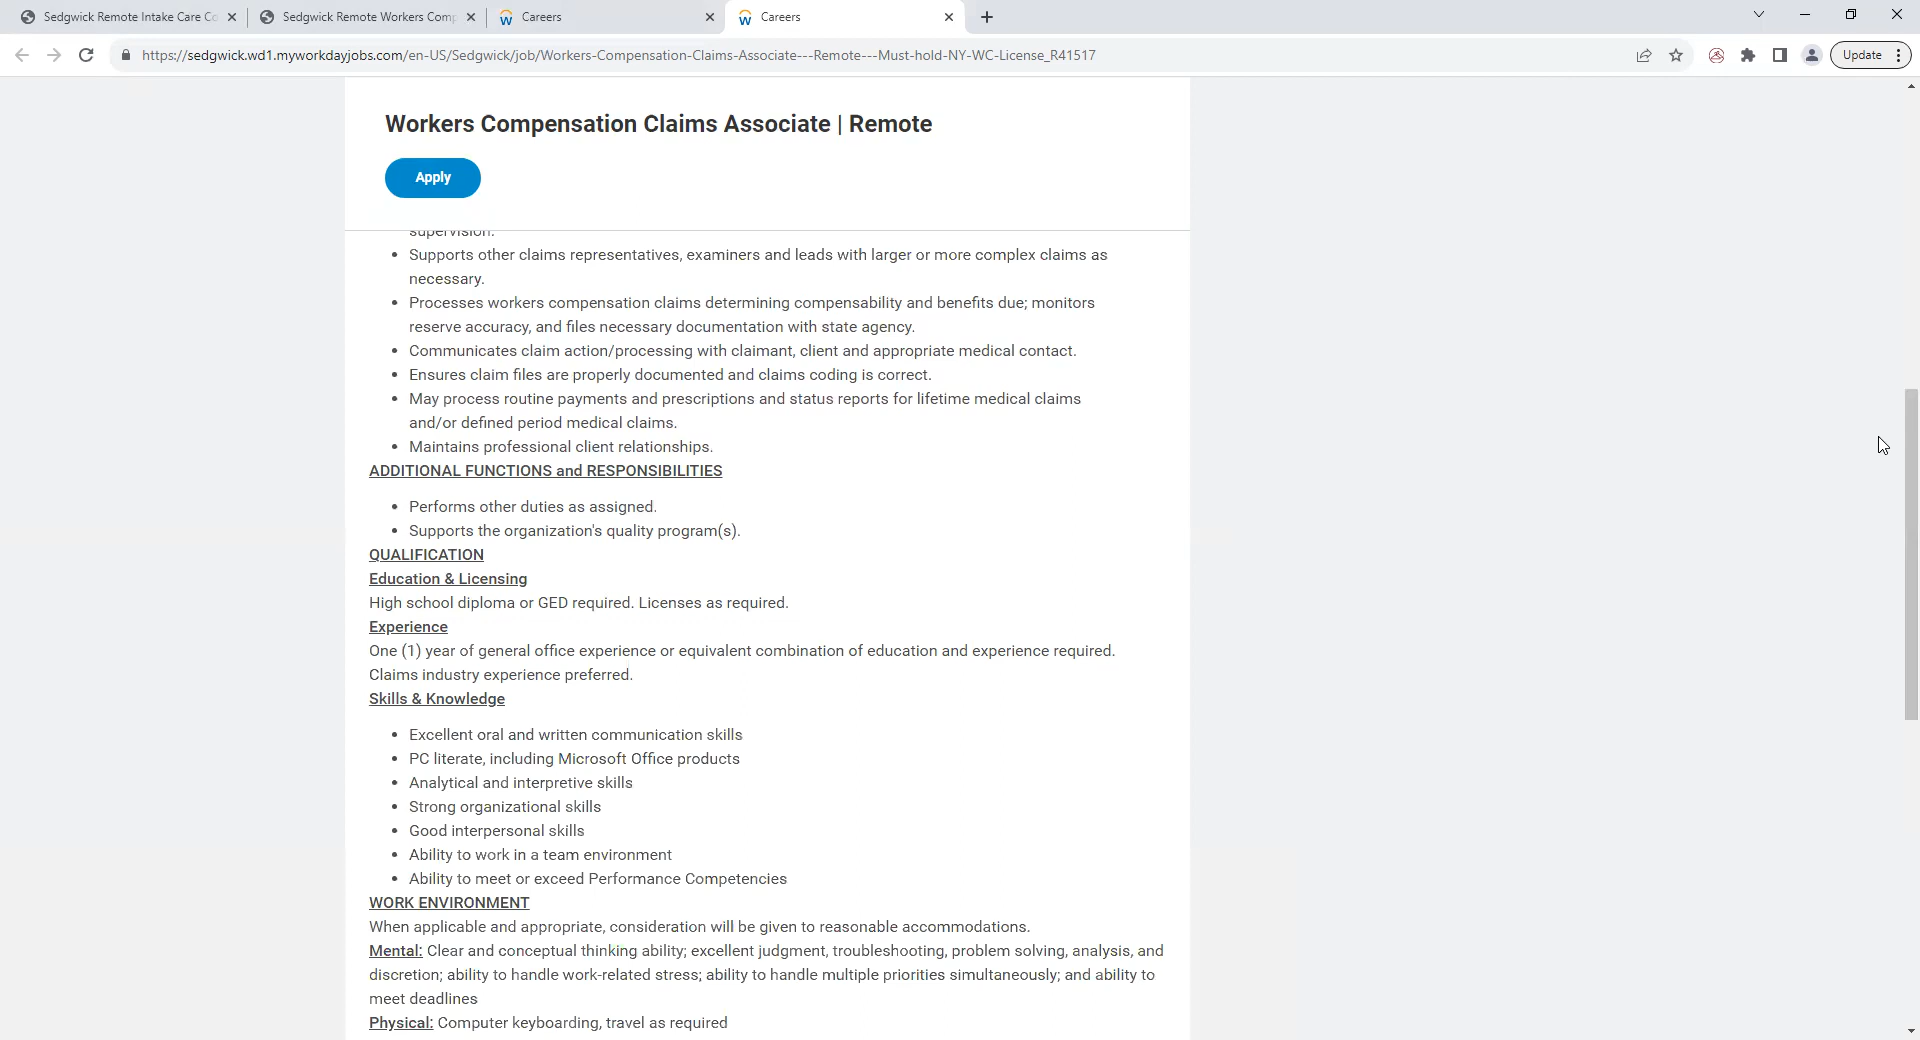 Sedgwick Remote Intake Care Co
Sedgwick Remote Workers Comp
Careers
Careers
https://sedgwick.wd1.myworkdayjobs.com/en-US/Sedgwick/job/Workers-Compensation-Claims-Associate---Remote---Must-hold-NY-WC-License_R41517
Update
Workers Compensation Claims Associate | Remote
Apply
supervision.
• Supports other claims representatives, examiners and leads with larger or more complex claims as
necessary.
• Processes workers compensation claims determining compensability and benefits due; monitors
reserve accuracy, and files necessary documentation with state agency.
• Communicates claim action/processing with claimant, client and appropriate medical contact.
• Ensures claim files are properly documented and claims coding is correct.
• May process routine payments and prescriptions and status reports for lifetime medical claims
and/or defined period medical claims.
• Maintains professional client relationships.
ADDITIONAL FUNCTIONS and RESPONSIBILITIES
• Performs other duties as assigned.
• Supports the organization's quality program(s).
QUALIFICATION
Education & Licensing
High school diploma or GED required. Licenses as required.
Experience
One (1) year of general office experience or equivalent combination of education and experience required.
Claims industry experience preferred.
Skills & Knowledge
• Excellent oral and written communication skills
• PC literate, including Microsoft Office products
• Analytical and interpretive skills
• Strong organizational skills
• Good interpersonal skills
• Ability to work in a team environment
• Ability to meet or exceed Performance Competencies
WORK ENVIRONMENT
When applicable and appropriate, consideration will be given to reasonable accommodations.
Mental: Clear and conceptual thinking ability; excellent judgment, troubleshooting, problem solving, analysis, and
discretion; ability to handle work-related stress; ability to handle multiple priorities simultaneously; and ability to
meet deadlines
Physical: Computer keyboarding, travel as required